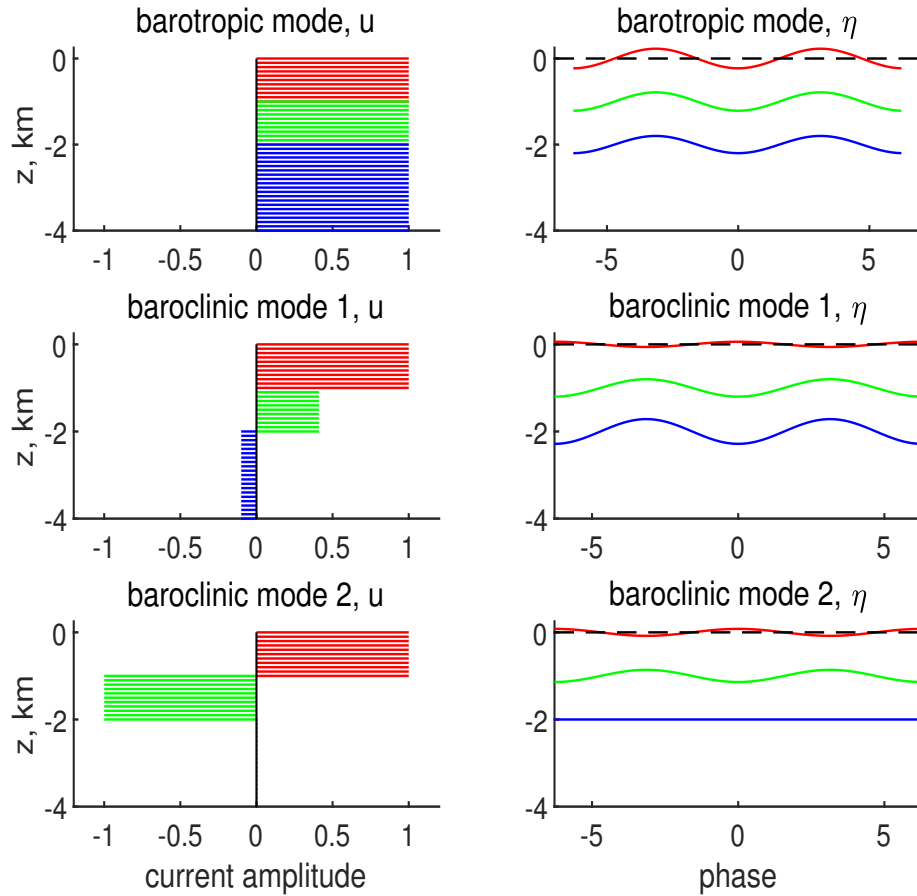 barotropic mode, u
barotropic mode, η
0
-2
-4
z, km
-1 -0.5 0 0.5 1
0
-2
-4
-5 0 5
baroclinic mode 1, u
baroclinic mode 1, η
0
-2
-4
z, km
-1 -0.5 0 0.5 1
0
-2
-4
-5 0 5
baroclinic mode 2, u
baroclinic mode 2, η
0
-2
-4
z, km
-1 -0.5 0 0.5 1
current amplitude
0
-2
-4
-5 0 5
phase